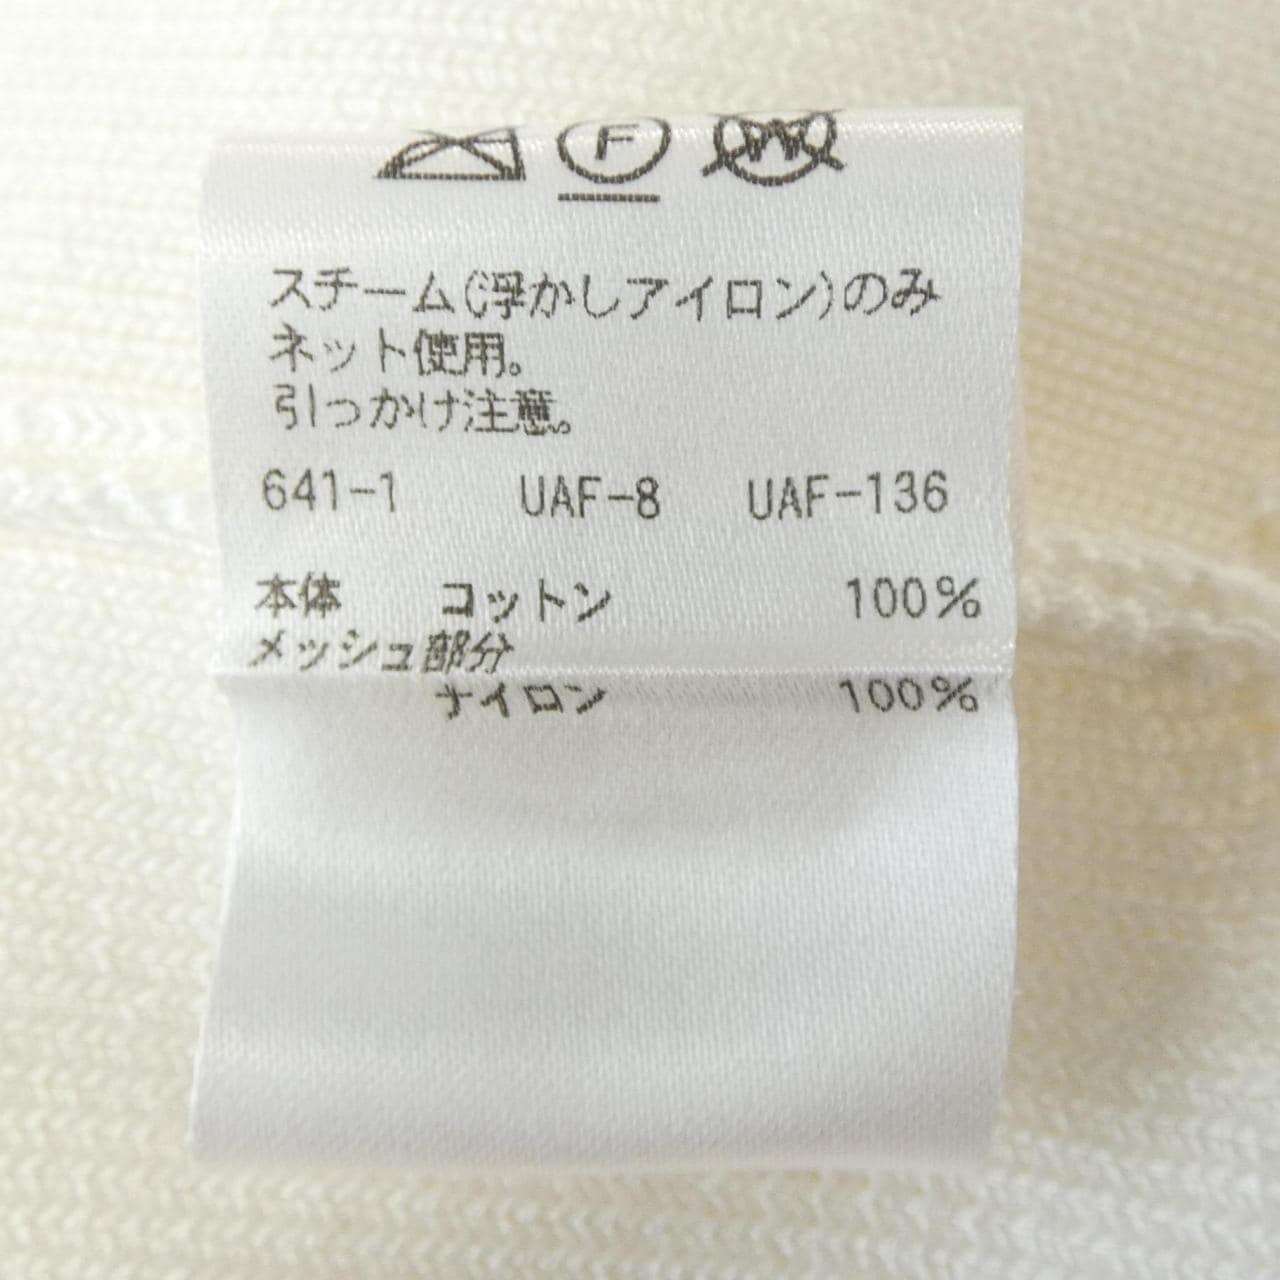 F W
スチーム(浮かしアイロン)のみ
ネット使用。
引っかけ注意。
641-1 UAF-8 UAF-136
本体 コットン 100%
メッシュ部分
ナイロン 100%